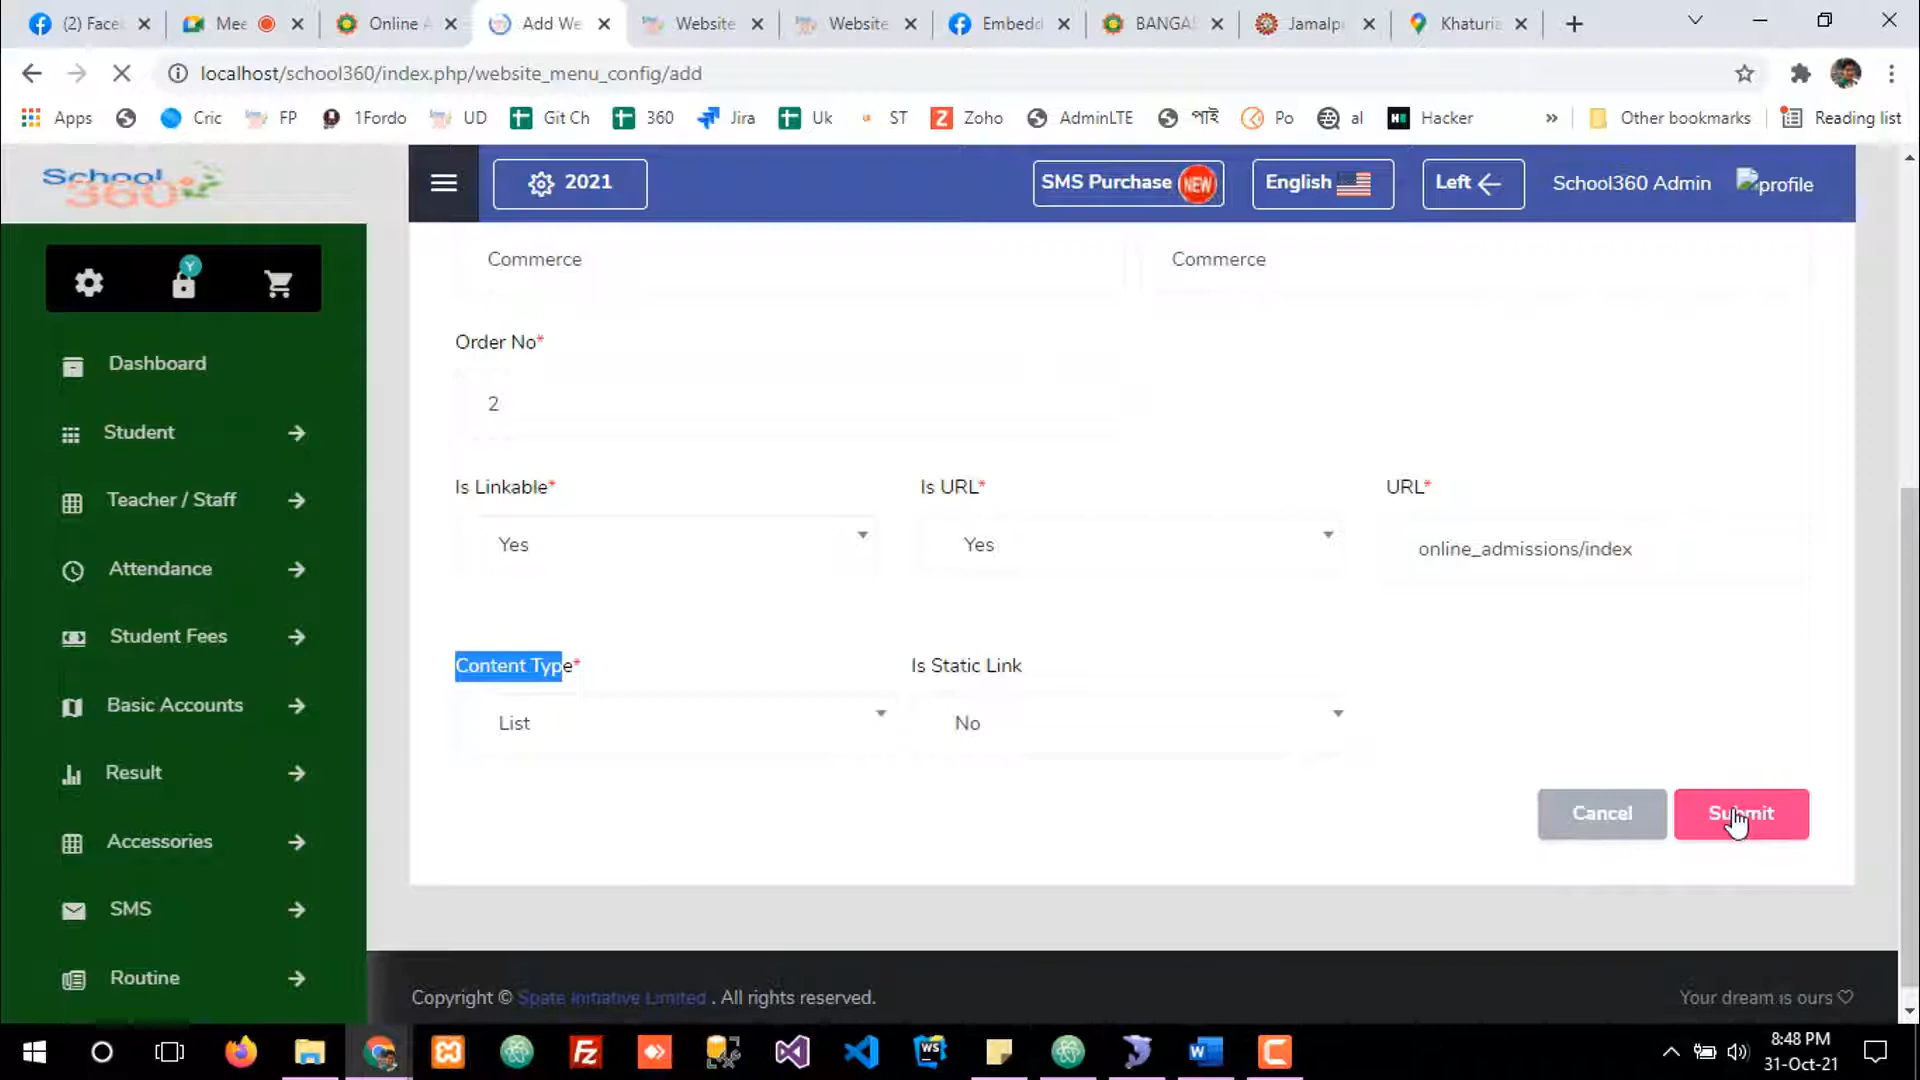 (2) Face
Mee
Online A
Add We
Website
Website
Embedd
BANGAS
Jamalp
Khaturia
localhost/school360/index.php/website_menu_config/add
Apps
Cric
FP
1Fordo
UD
Git Ch
360
Jira
Uk
ST
Zoho
AdminLTE
পাই
Po
al
Hacker
»
Other bookmarks
Reading list
School
360
2021
SMS Purchase NEW
English
Left
School360 Admin
profile
Y
Commerce
Commerce
Dashboard
Order No*
2
Student
Is Linkable*
Is URL*
URL*
Teacher / Staff
Yes
Yes
online_admissions/index
Attendance
Student Fees
Content Type*
Is Static Link
Basic Accounts
List
No
Result
Cancel
Submit
Accessories
SMS
Routine
Copyright © Spate Initiative Limited . All rights reserved.
Your dream is ours ♡
8:48 PM
31-Oct-21